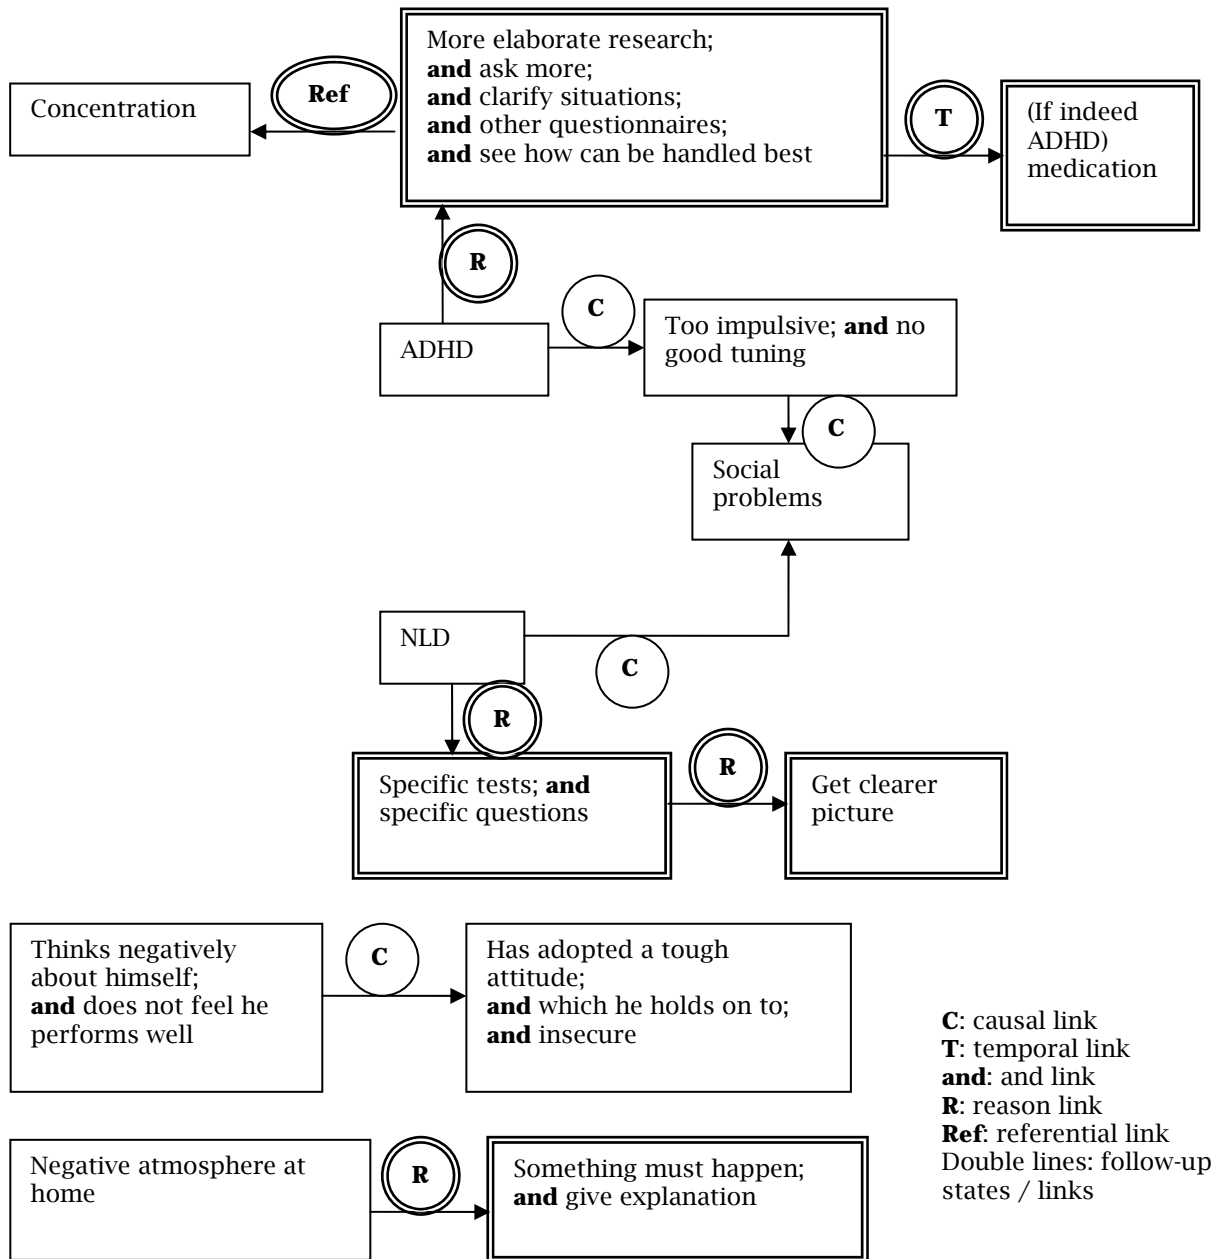 More elaborate research;
and ask more;
and clarify situations;
and other questionnaires;
and see how can be handled best
Concentration
Ref
T
(If indeed
ADHD)
medication
R
C
ADHD
Too impulsive; and no
good tuning
C
Social
problems
NLD
C
R
Specific tests; and
specific questions
R
Get clearer
picture
Thinks negatively
about himself;
and does not feel he
performs well
C
Has adopted a tough
attitude;
and which he holds on to;
and insecure
Negative atmosphere at
home
R
Something must happen;
and give explanation
C: causal link
T: temporal link
and: and link
R: reason link
Ref: referential link
Double lines: follow-up
states / links